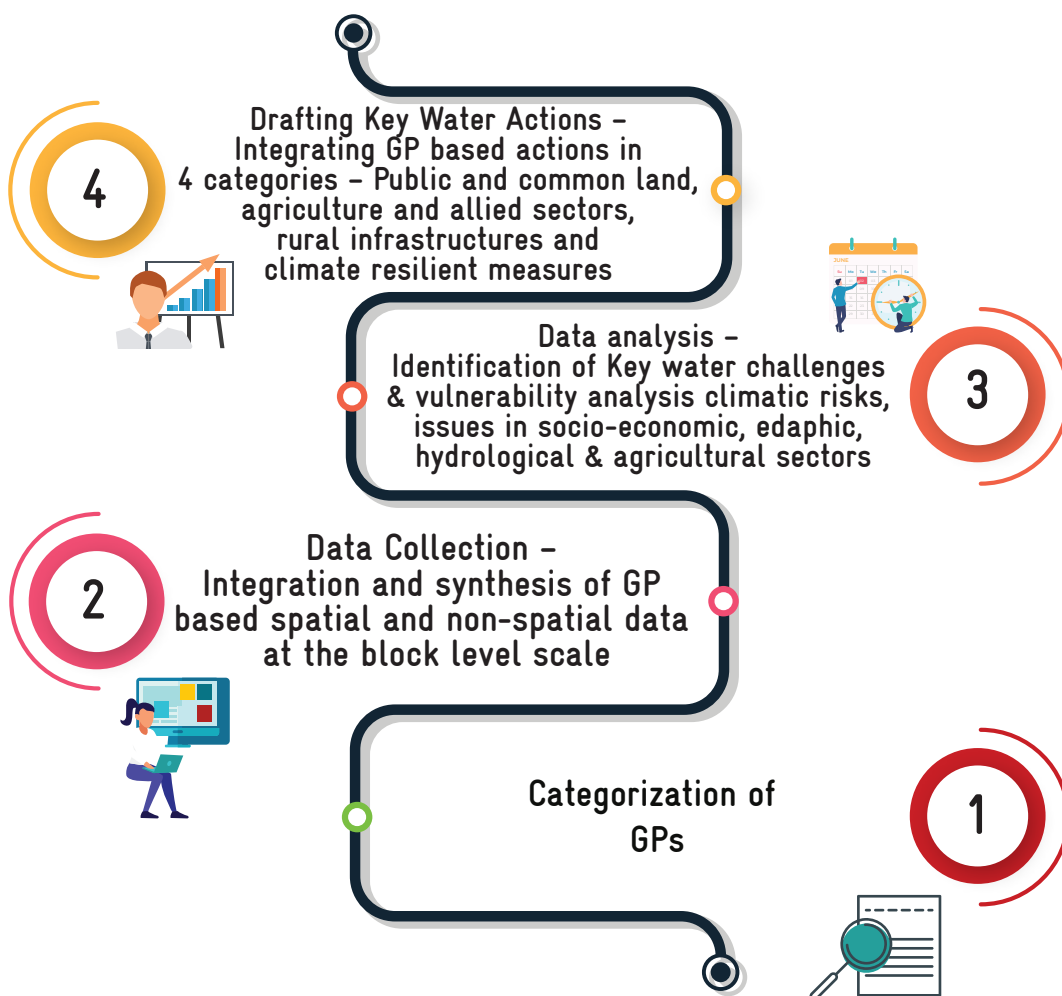 Drafting Key Water Actions –
Integrating GP based actions in
4 categories – Public and common land,
agriculture and allied sectors,
rural infrastructures and
climate resilient measures
4
JUNE
Data analysis –
Identification of Key water challenges
& vulnerability analysis climatic risks,
issues in socio-economic, edaphic,
hydrological & agricultural sectors
3
Data Collection –
Integration and synthesis of GP
based spatial and non-spatial data
at the block level scale
2
Categorization of
GPs
1